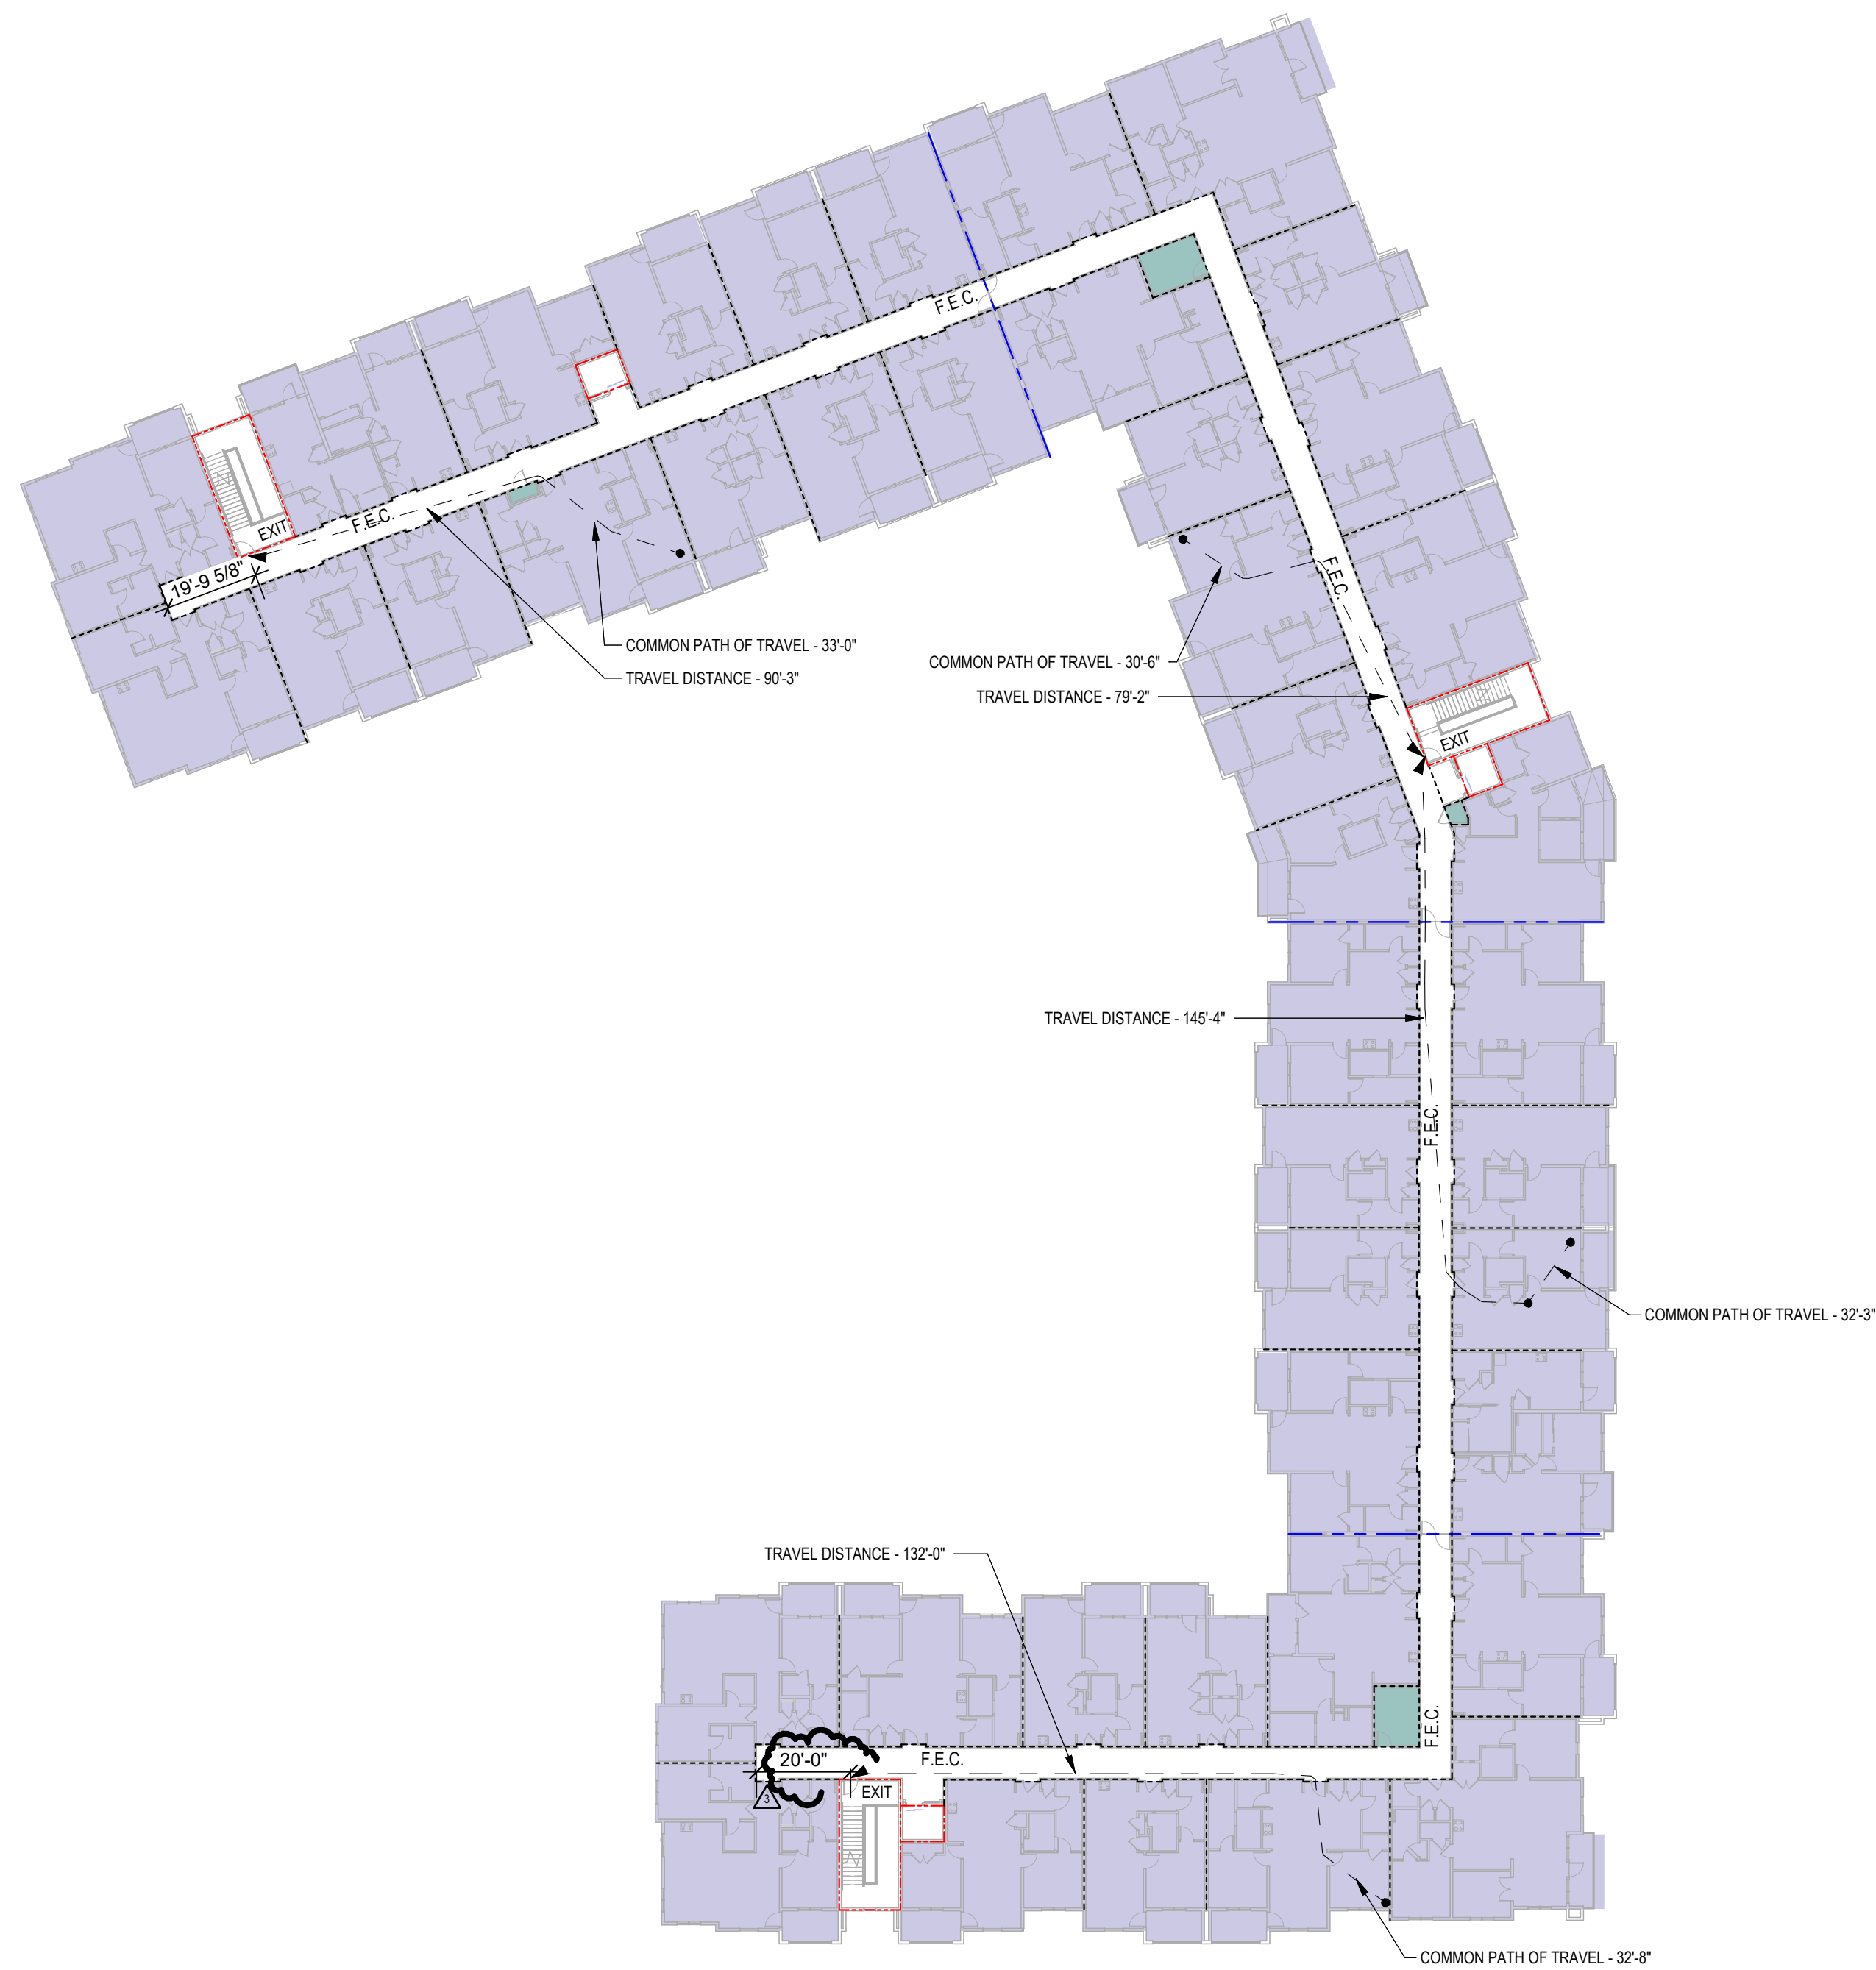 F.E.C.
EXIT
F.E.C.
19'-9 5/8"
COMMON PATH OF TRAVEL - 33'-0"
TRAVEL DISTANCE - 90'-3"
F.E.C.
COMMON PATH OF TRAVEL - 30'-6"
TRAVEL DISTANCE - 79'-2"
EXIT
TRAVEL DISTANCE - 145'-4"
F.E.C.
COMMON PATH OF TRAVEL - 32'-3"
TRAVEL DISTANCE - 132'-0"
F.E.C.
20'-0"
F.E.C.
EXIT
3
COMMON PATH OF TRAVEL - 32'-8"